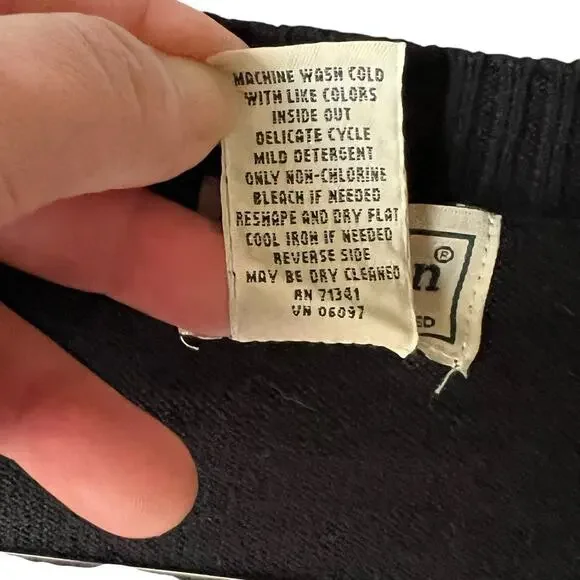 MACHINE WASH COLD
WITH LIKE COLORS
INSIDE OUT
DELICATE CYCLE
MILD DETERGENT
ONLY NON-CHLORINE
BLEACH IF NEEDED
RESHAPE AND DRY FLAT
COOL IRON IF NEEDED
REVERSE SIDE
MAY BE DRY CLEANED
RN 71341
VN 06097
n®
ED